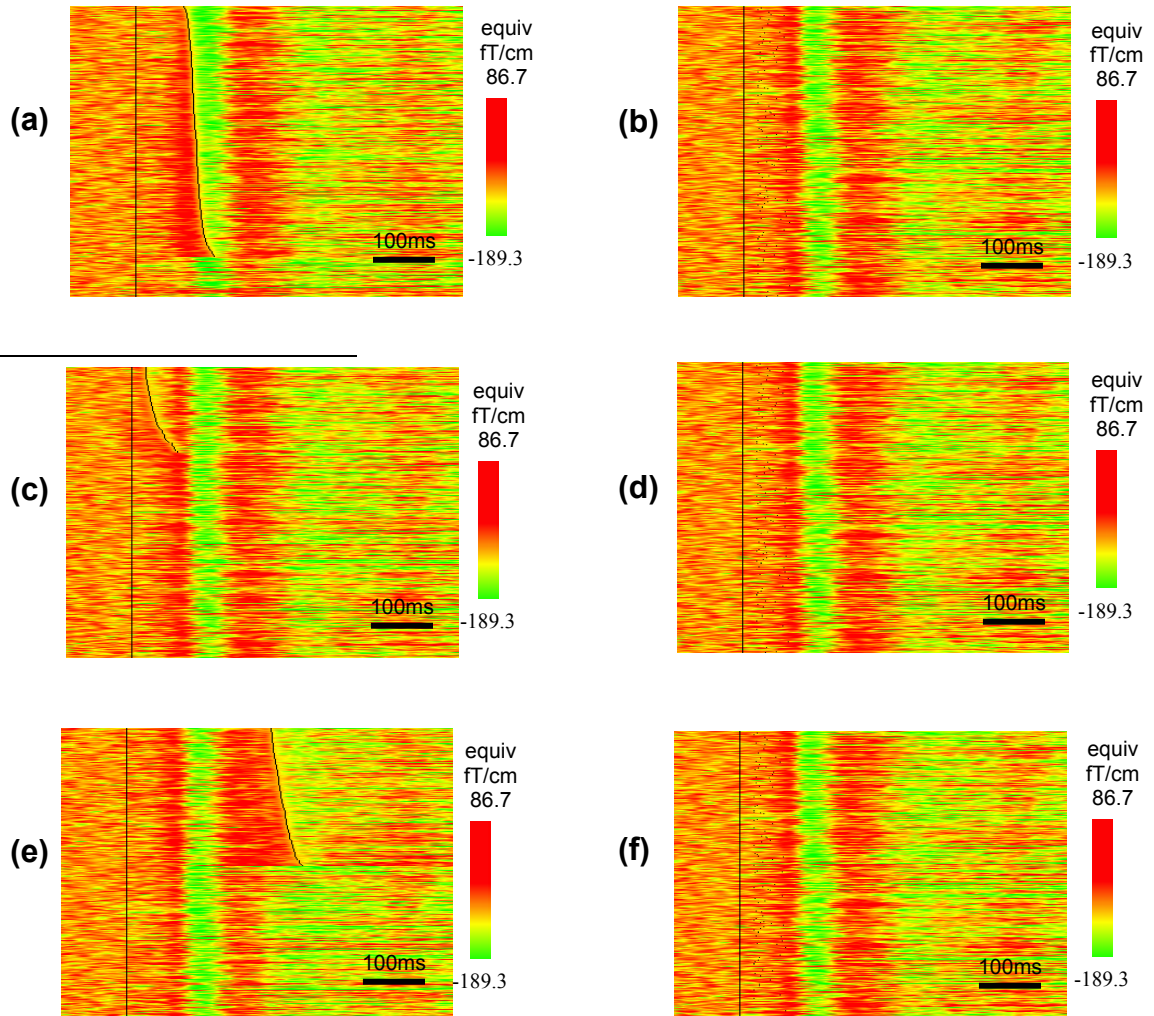 (a)
equiv
fT/cm
86.7
100ms
-189.3
(b)
equiv
fT/cm
86.7
100ms
-189.3
(c)
equiv
fT/cm
86.7
100ms
-189.3
(d)
equiv
fT/cm
86.7
100ms
-189.3
(e)
equiv
fT/cm
86.7
100ms
-189.3
(f)
equiv
fT/cm
86.7
100ms
-189.3